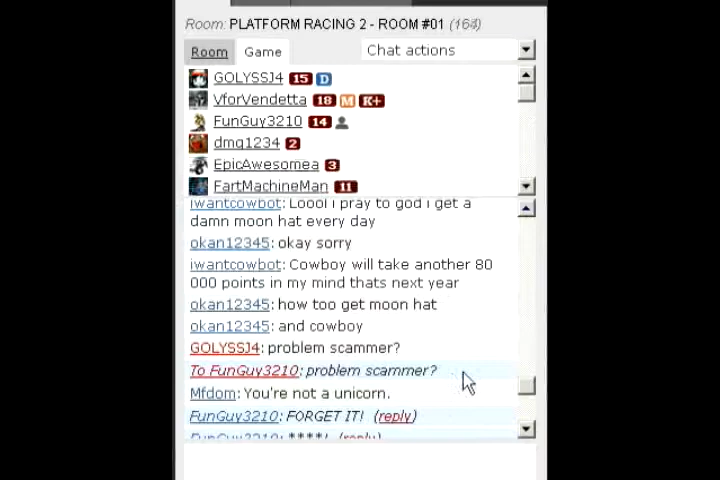 Room: PLATFORM RACING 2 - ROOM #01 (164)
Room Game Chat actions
GOLYSSJ4 15 D
VforVendetta 18 M K+
FunGuy3210 14
dmq1234 2
EpicAwesomea 3
FartMachineMan 11
iwantcowbot: Loool i pray to god i get a
damn moon hat every day
okan12345: okay sorry
iwantcowbot: Cowboy will take another 80
000 points in my mind thats next year
okan12345: how too get moon hat
okan12345: and cowboy
GOLYSSJ4: problem scammer?
To FunGuy3210: problem scammer?
Mfdom: You're not a unicorn.
FunGuy3210: FORGET IT! (reply)
FunGuy3210: ****! (reply)